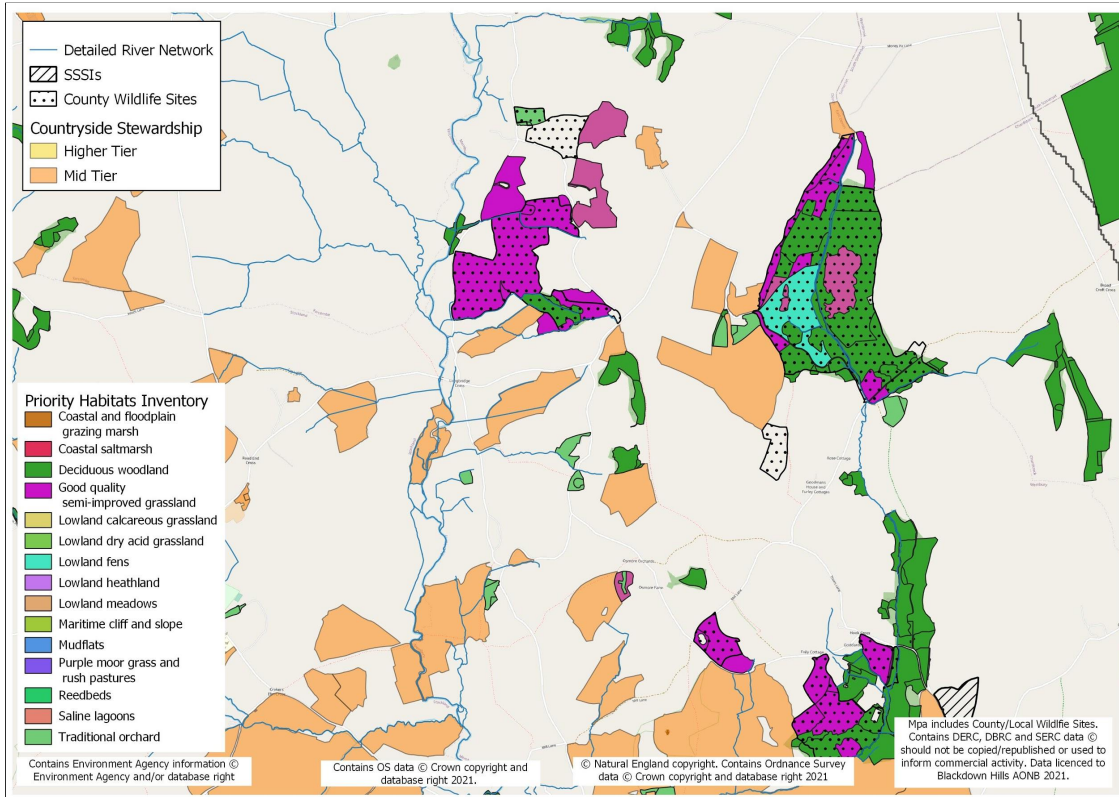 Detailed River Network
SSSIs
County Wildlife Sites
Countryside Stewardship
Higher Tier
Mid Tier
Priority Habitats Inventory
Coastal and floodplain
grazing marsh
Coastal saltmarsh
Deciduous woodland
Good quality
semi-improved grassland
Lowland calcareous grassland
Lowland dry acid grassland
Lowland fens
Lowland heathland
Lowland meadows
Maritime cliff and slope
Mudflats
Purple moor grass and
rush pastures
Reedbeds
Saline lagoons
Traditional orchard
Contains Environment Agency information ©
Environment Agency and/or database right
Contains OS data © Crown copyright and
database right 2021.
© Natural England copyright. Contains Ordnance Survey
data © Crown copyright and database right 2021
Mpa includes County/Local Wildlfie Sites.
Contains DERC, DBRC and SERC data ©
should not be copied/republished or used to
inform commercial activity. Data licenced to
Blackdown Hills AONB 2021.